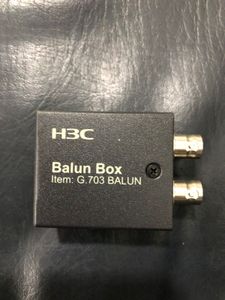 H3C
Balun Box
Item: G.703 BALUN